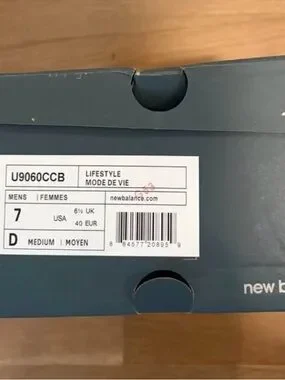 U9060CCB
LIFESTYLE
MODE DE VIE
MENS | FEMMES
newbalance.com
7
USA
6½ UK
40 EUR
D MEDIUM | MOYEN
new b